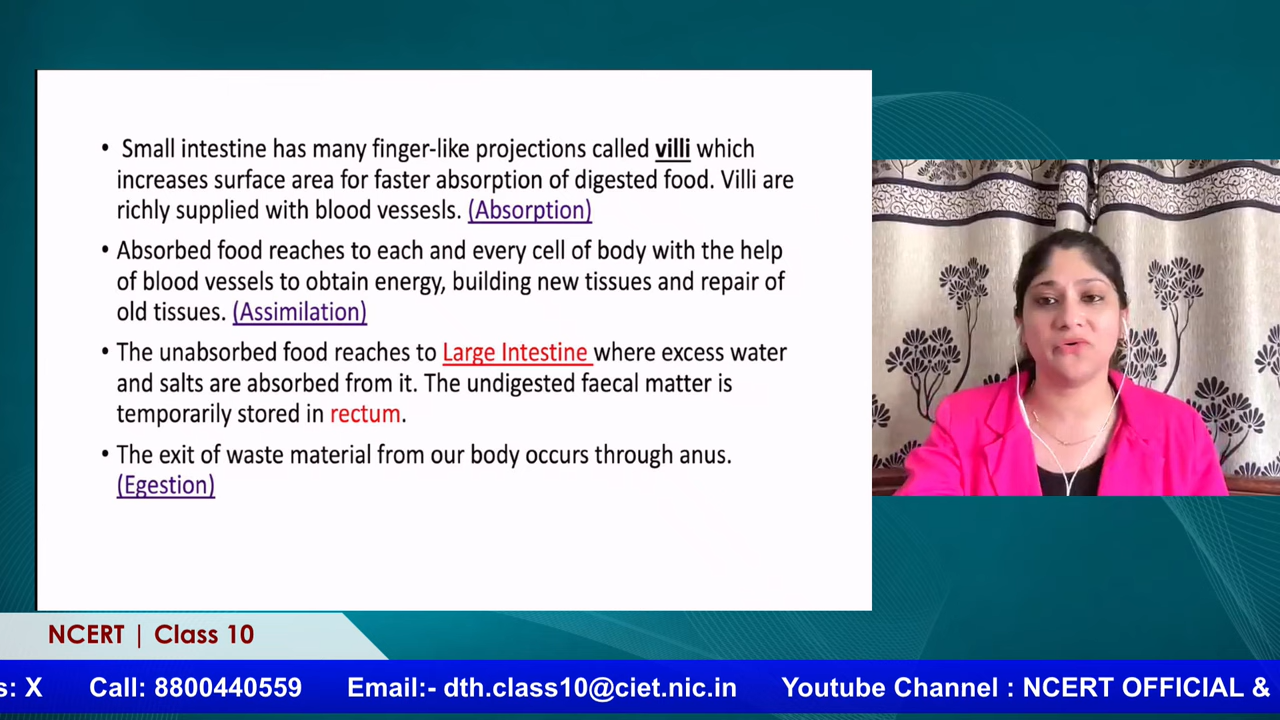 • Small intestine has many finger-like projections called villi which
increases surface area for faster absorption of digested food. Villi are
richly supplied with blood vessesls. (Absorption)
• Absorbed food reaches to each and every cell of body with the help
of blood vessels to obtain energy, building new tissues and repair of
old tissues. (Assimilation)
• The unabsorbed food reaches to Large Intestine where excess water
and salts are absorbed from it. The undigested faecal matter is
temporarily stored in rectum.
• The exit of waste material from our body occurs through anus.
(Egestion)
NCERT | Class 10
s: X Call: 8800440559 Email:- dth.class10@ciet.nic.in Youtube Channel : NCERT OFFICIAL &